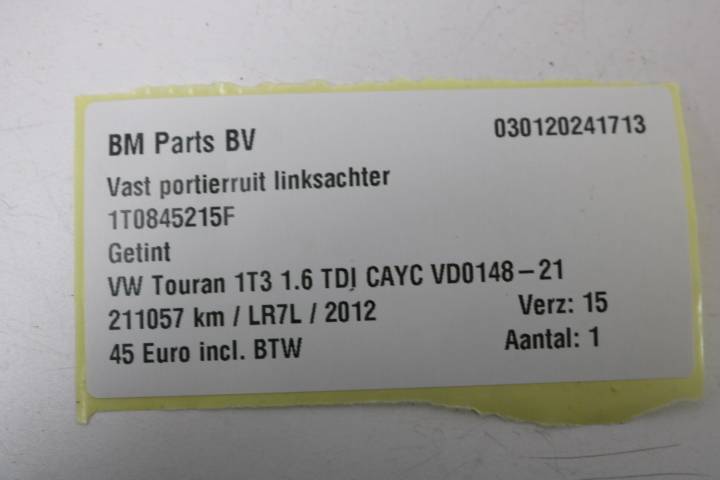 BM Parts BV 030120241713
Vast portierruit linksachter
1T0845215F
Getint
VW Touran 1T3 1.6 TDI CAYC VD0148-21
211057 km / LR7L / 2012 Verz: 15
45 Euro incl. BTW Aantal: 1